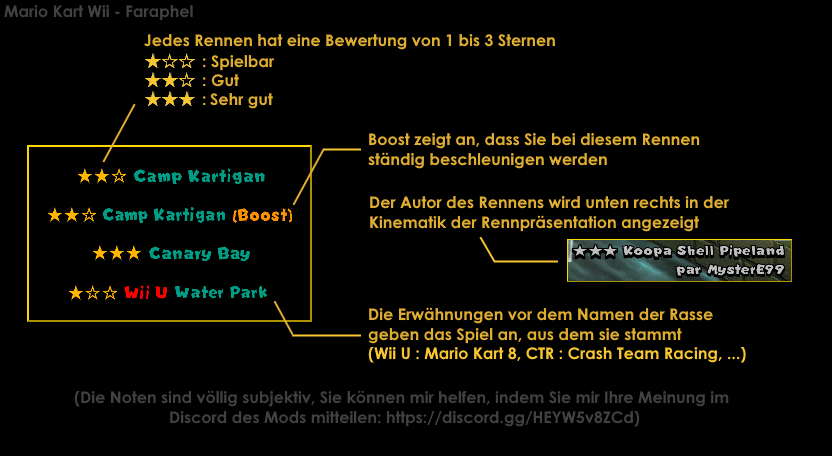 Mario Kart Wii - Faraphel
Jedes Rennen hat eine Bewertung von 1 bis 3 Sternen
★☆☆ : Spielbar
★★☆ : Gut
★★★ : Sehr gut
★★☆ Camp Kartigan
★★☆ Camp Kartigan (Boost)
★★★ Canary Bay
★☆☆ Wii U Water Park
Boost zeigt an, dass Sie bei diesem Rennen
ständig beschleunigen werden
Der Autor des Rennens wird unten rechts in der
Kinematik der Rennpräsentation angezeigt
★★★ Koopa Shell Pipeland
par MysterE99
Die Erwähnungen vor dem Namen der Rasse
geben das Spiel an, aus dem sie stammt
(Wii U : Mario Kart 8, CTR : Crash Team Racing, ...)
(Die Noten sind völlig subjektiv, Sie können mir helfen, indem Sie mir Ihre Meinung im
Discord des Mods mitteilen: https://discord.gg/HEYW5v8ZCd)